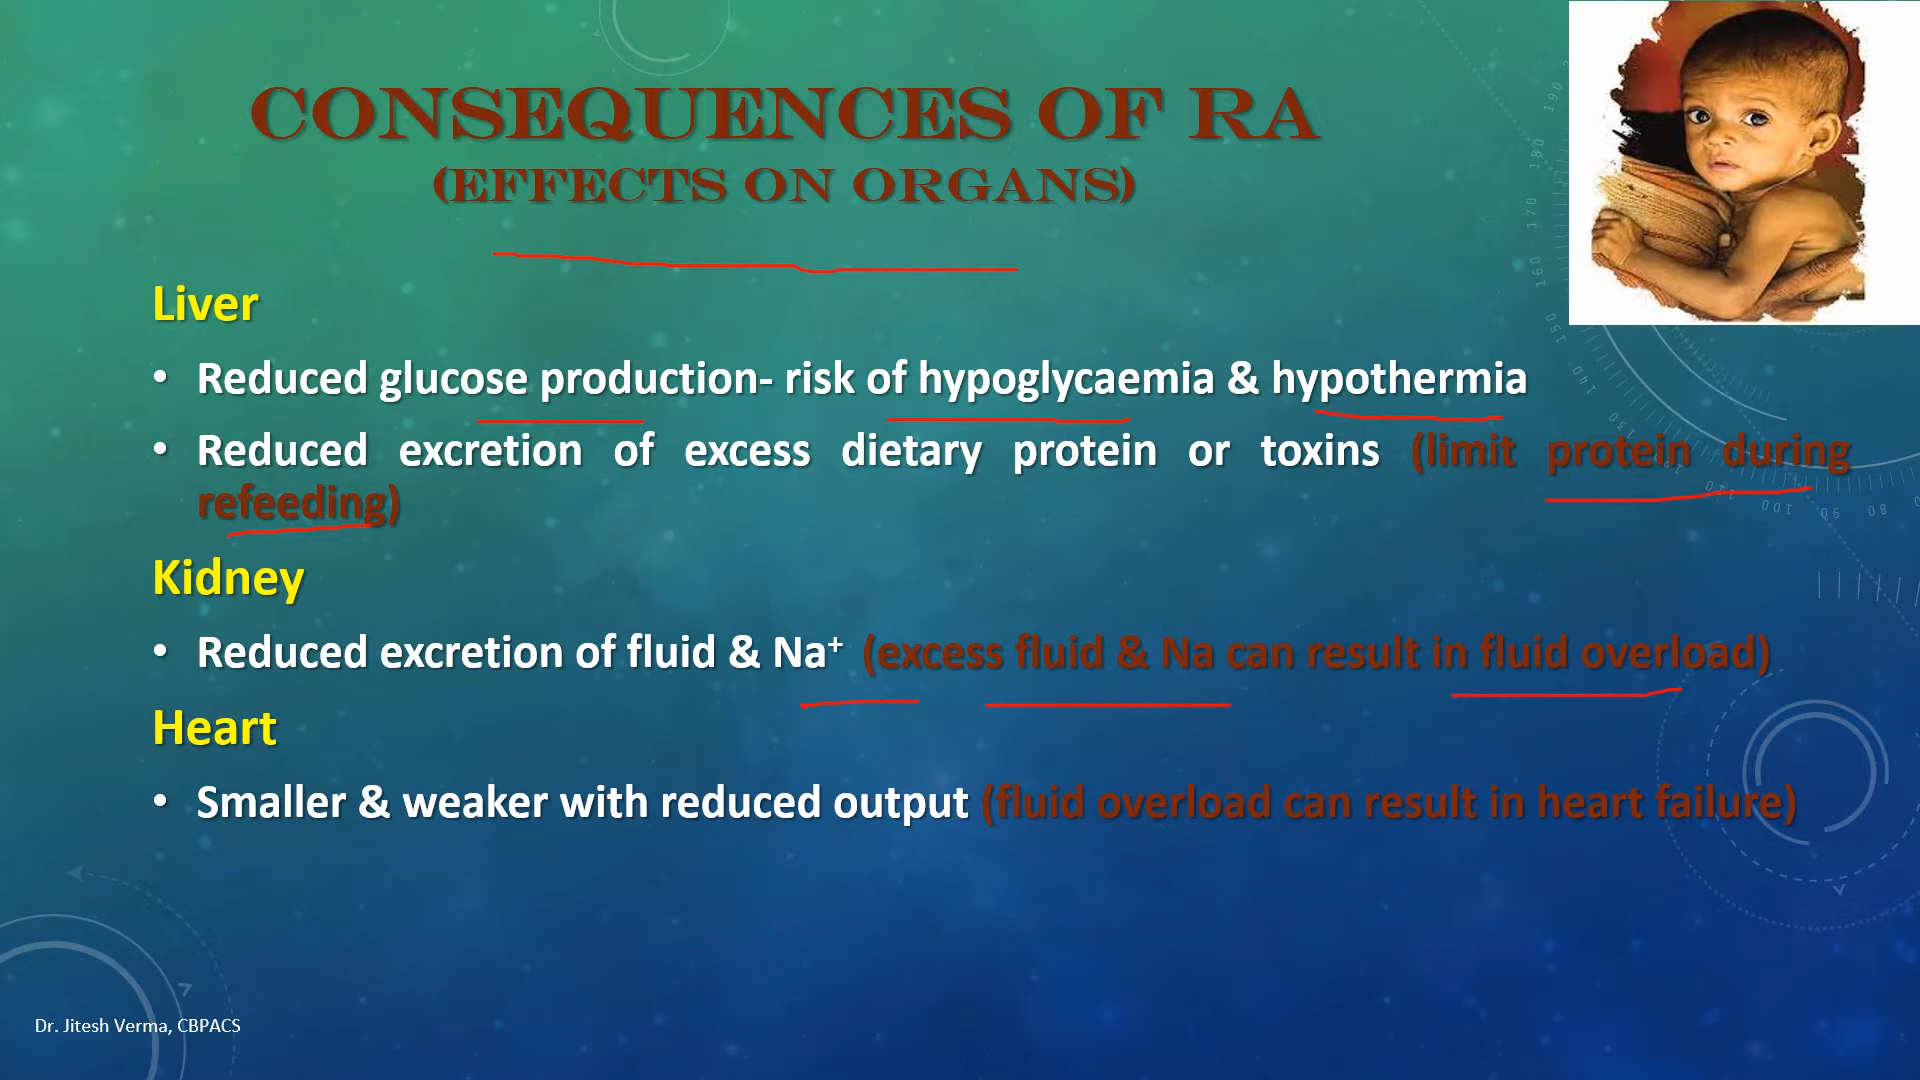 CONSEQUENCES OF RA
(EFFECTS ON ORGANS)
Liver
• Reduced glucose production- risk of hypoglycaemia & hypothermia
• Reduced excretion of excess dietary protein or toxins (limit protein during
refeeding)
Kidney
• Reduced excretion of fluid & Na⁺ (excess fluid & Na can result in fluid overload)
Heart
• Smaller & weaker with reduced output (fluid overload can result in heart failure)
Dr. Jitesh Verma, CBPACS